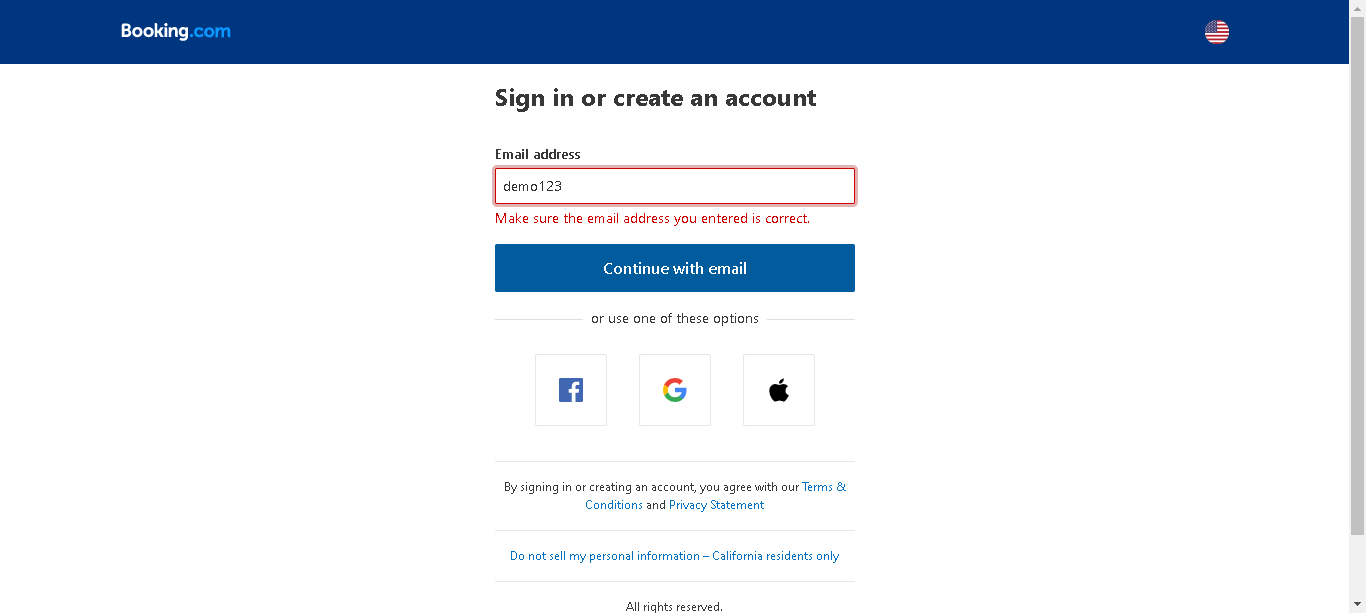 Booking.com
Sign in or create an account
Email address
demo123
Make sure the email address you entered is correct.
Continue with email
or use one of these options
By signing in or creating an account, you agree with our Terms &
Conditions and Privacy Statement
Do not sell my personal information – California residents only
All rights reserved.